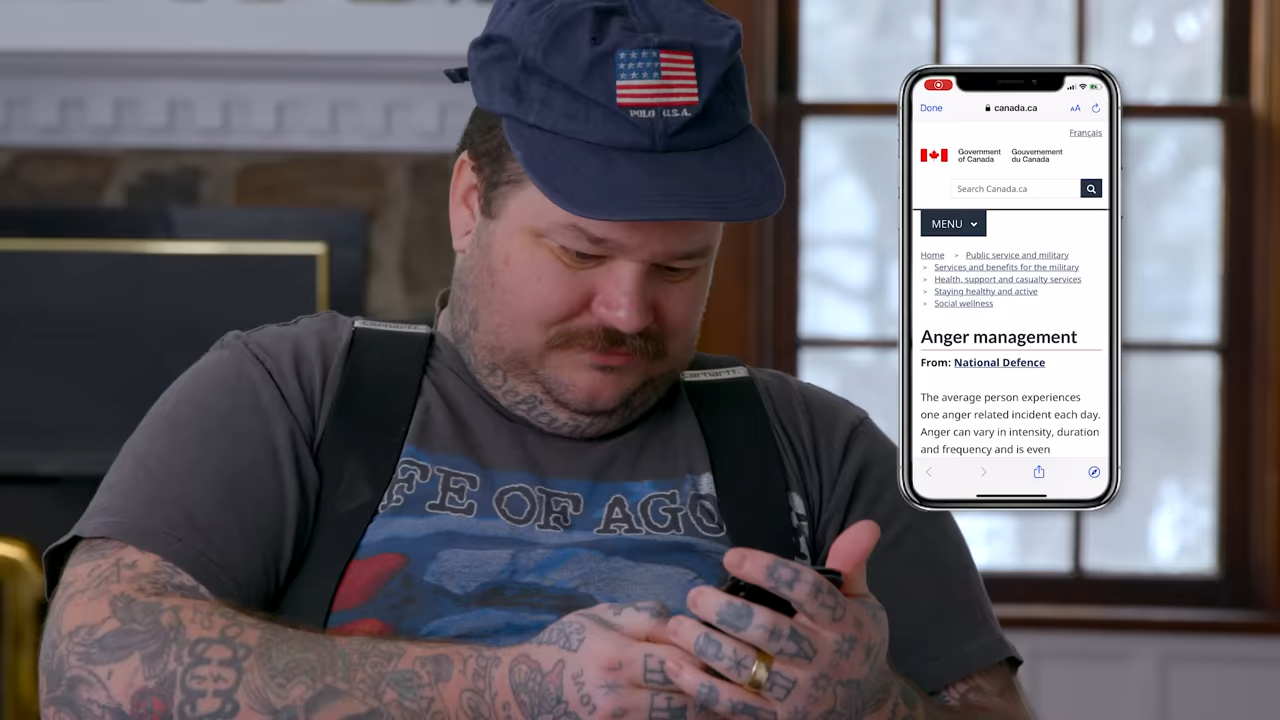 POLO U.S.A.
carhartt
carhartt
FE OF AGO
LOVE
Done
canada.ca
AA
Français
Government of Canada
Gouvernement du Canada
Search Canada.ca
MENU
Home > Public service and military
> Services and benefits for the military
> Health, support and casualty services
> Staying healthy and active
> Social wellness
Anger management
From: National Defence
The average person experiences
one anger related incident each day.
Anger can vary in intensity, duration
and frequency and is even